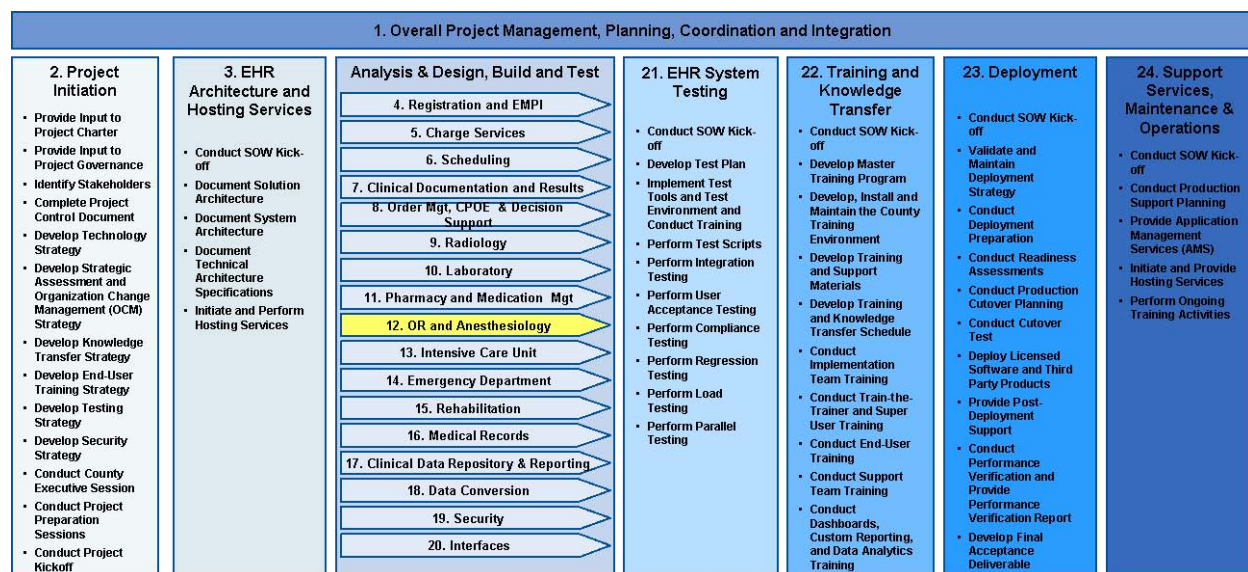 1. Overall Project Management, Planning, Coordination and Integration
2. Project
Initiation
• Provide Input to
Project Charter
• Provide Input to
Project Governance
• Identify Stakeholders
• Complete Project
Control Document
• Develop Technology
Strategy
• Develop Strategic
Assessment and
Organization Change
Management (OCM)
Strategy
• Develop Knowledge
Transfer Strategy
• Develop End-User
Training Strategy
• Develop Testing
Strategy
• Develop Security
Strategy
• Conduct County
Executive Session
• Conduct Project
Preparation
Sessions
• Conduct Project
Kickoff
3. EHR
Architecture and
Hosting Services
• Conduct SOW Kick-
off
• Document Solution
Architecture
• Document System
Architecture
• Document
Technical
Architecture
Specifications
• Initiate and Perform
Hosting Services
Analysis & Design, Build and Test
4. Registration and EMPI
5. Charge Services
6. Scheduling
7. Clinical Documentation and Results
8. Order Mgt, CPOE & Decision
Support
9. Radiology
10. Laboratory
11. Pharmacy and Medication Mgt
12. OR and Anesthesiology
13. Intensive Care Unit
14. Emergency Department
15. Rehabilitation
16. Medical Records
17. Clinical Data Repository & Reporting
18. Data Conversion
19. Security
20. Interfaces
21. EHR System
Testing
• Conduct SOW Kick-
off
• Develop Test Plan
• Implement Test
Tools and Test
Environment and
Conduct Training
• Perform Test Scripts
• Perform Integration
Testing
• Perform User
Acceptance Testing
• Perform Compliance
Testing
• Perform Regression
Testing
• Perform Load
Testing
• Perform Parallel
Testing
22. Training and
Knowledge
Transfer
• Conduct SOW Kick-
off
• Develop Master
Training Program
• Develop, Install and
Maintain the County
Training
Environment
• Develop Training
and Support
Materials
• Develop Training
and Knowledge
Transfer Schedule
• Conduct
Implementation
Team Training
• Conduct Train-the-
Trainer and Super
User Training
• Conduct End-User
Training
• Conduct Support
Team Training
• Conduct
Dashboards,
Custom Reporting,
and Data Analytics
Training
23. Deployment
• Conduct SOW Kick-
off
• Validate and
Maintain
Deployment
Strategy
• Conduct
Deployment
Preparation
• Conduct Readiness
Assessments
• Conduct Production
Cutover Planning
• Conduct Cutover
Test
• Deploy Licensed
Software and Third
Party Products
• Provide Post-
Deployment
Support
• Conduct
Performance
Verification and
Provide
Performance
Verification Report
• Develop Final
Acceptance
Deliverable
24. Support
Services,
Maintenance &
Operations
• Conduct SOW Kick-
off
• Conduct Production
Support Planning
• Provide Application
Management
Services (AMS)
• Initiate and Provide
Hosting Services
• Perform Ongoing
Training Activities